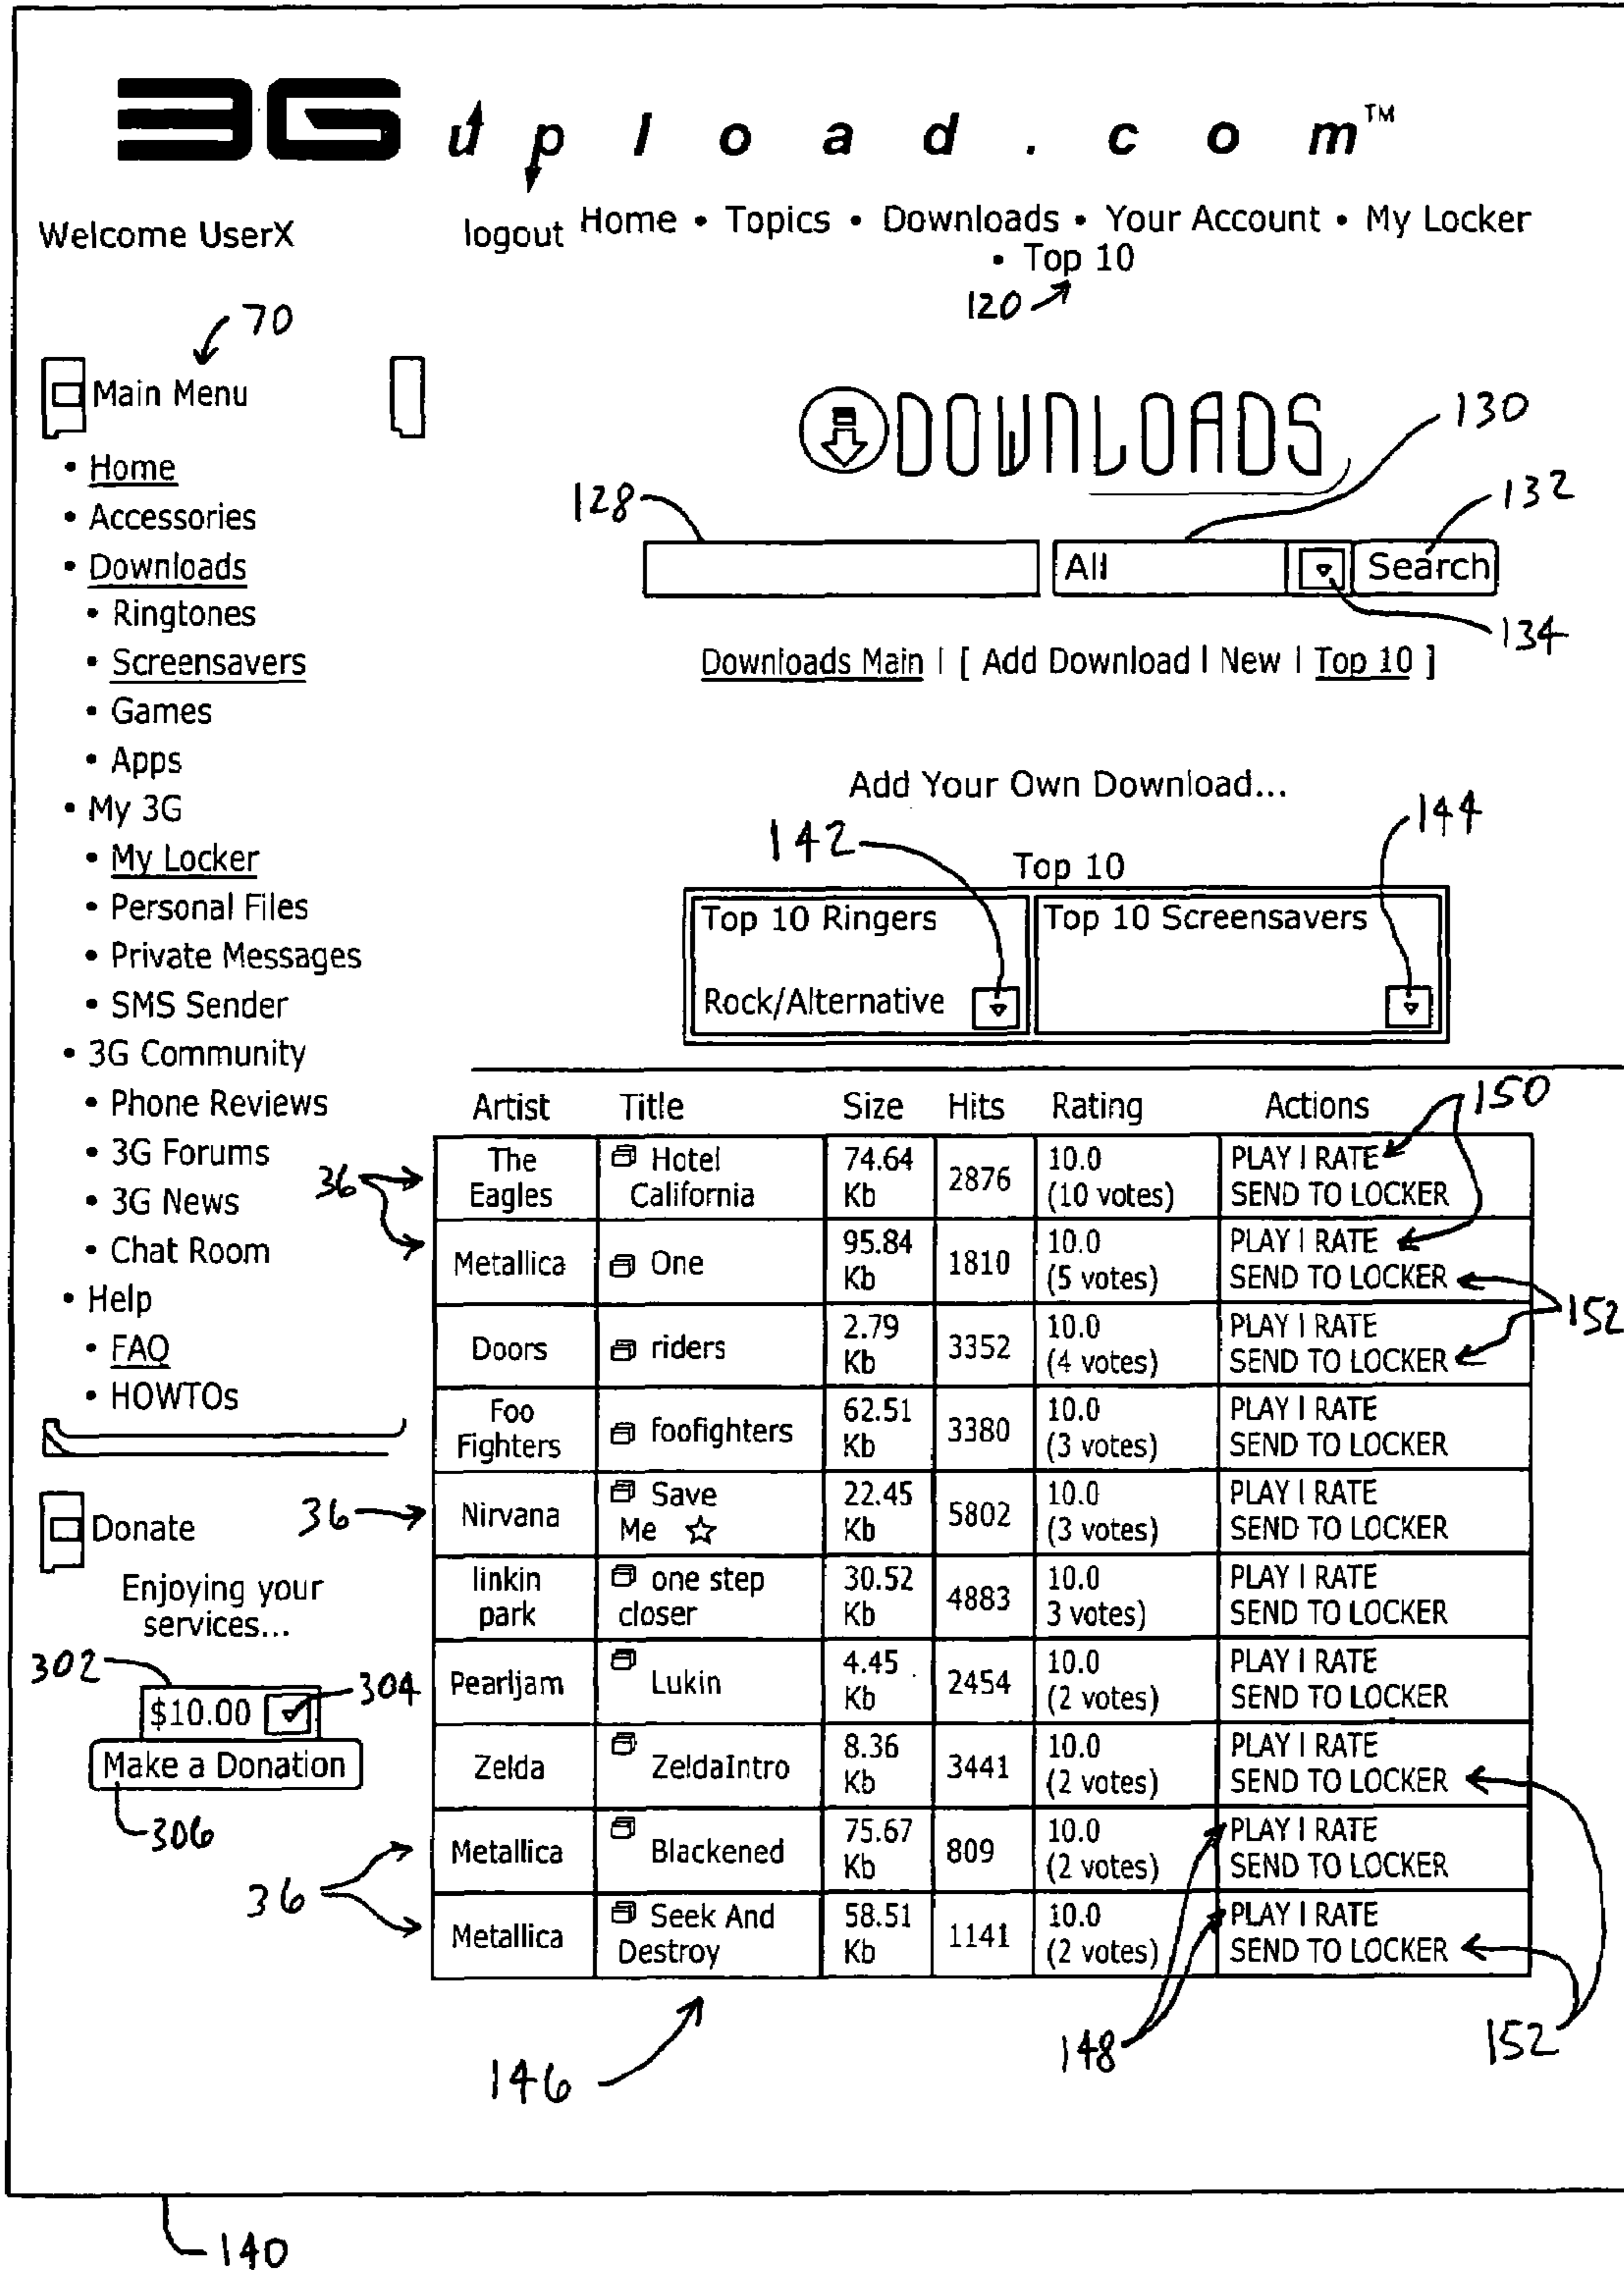 3G upload.com™
Welcome UserX
logout Home • Topics • Downloads • Your Account • My Locker
• Top 10
120
70
Main Menu
• Home
• Accessories
• Downloads
• Ringtones
• Screensavers
• Games
• Apps
• My 3G
• My Locker
• Personal Files
• Private Messages
• SMS Sender
• 3G Community
• Phone Reviews
• 3G Forums
• 3G News
• Chat Room
• Help
• FAQ
• HOWTOs
Donate
Enjoying your
services...
302
$10.00
304
Make a Donation
306
DOWNLOADS
130
128
132
All
Search
134
Downloads Main | [ Add Download | New | Top 10 ]
Add Your Own Download...
142
144
Top 10
Top 10 Ringers
Rock/Alternative
Top 10 Screensavers
Artist Title Size Hits Rating Actions
150
The Hotel 74.64 2876 10.0 PLAY | RATE
Eagles California Kb (10 votes) SEND TO LOCKER
36
Metallica One 95.84 1810 10.0 PLAY | RATE
Kb (5 votes) SEND TO LOCKER
152
Doors riders 2.79 3352 10.0 PLAY | RATE
Kb (4 votes) SEND TO LOCKER
Foo foofighters 62.51 3380 10.0 PLAY | RATE
Fighters Kb (3 votes) SEND TO LOCKER
36
Nirvana Save 22.45 5802 10.0 PLAY | RATE
Me ☆ Kb (3 votes) SEND TO LOCKER
linkin one step 30.52 4883 10.0 PLAY | RATE
park closer Kb 3 votes) SEND TO LOCKER
Pearljam Lukin 4.45 2454 10.0 PLAY | RATE
Kb (2 votes) SEND TO LOCKER
Zelda ZeldaIntro 8.36 3441 10.0 PLAY | RATE
Kb (2 votes) SEND TO LOCKER
Metallica Blackened 75.67 809 10.0 PLAY | RATE
Kb (2 votes) SEND TO LOCKER
36
Metallica Seek And 58.51 1141 10.0 PLAY | RATE
Destroy Kb (2 votes) SEND TO LOCKER
146
148
152
140